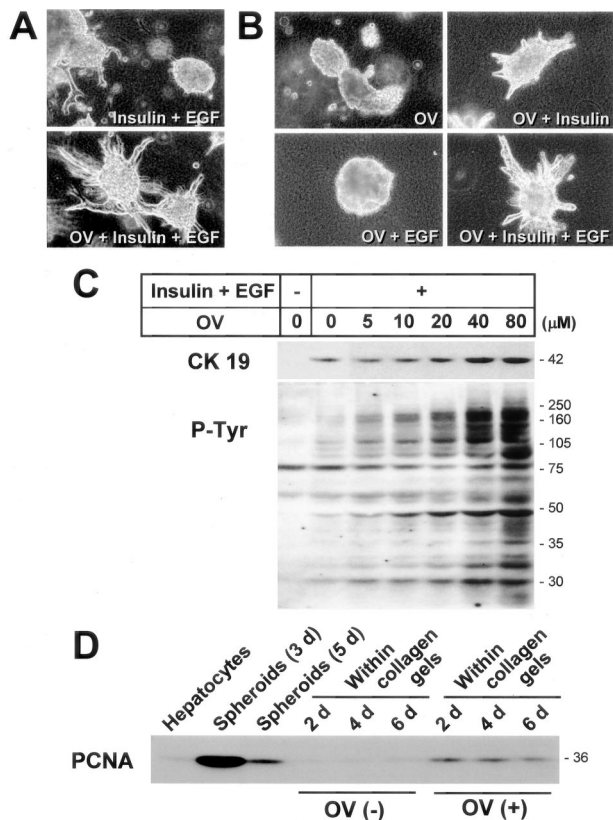 A
Insulin + EGF
OV + Insulin + EGF
B
OV
OV + Insulin
OV + EGF
OV + Insulin + EGF
C
Insulin + EGF - +
OV 0 0 5 10 20 40 80 (μM)
CK 19 - 42
P-Tyr
- 250
- 160
- 105
- 75
- 50
- 35
- 30
D
Hepatocytes
Spheroids (3 d)
Spheroids (5 d)
Within collagen gels
2 d 4 d 6 d
Within collagen gels
2 d 4 d 6 d
PCNA - 36
OV (-) OV (+)